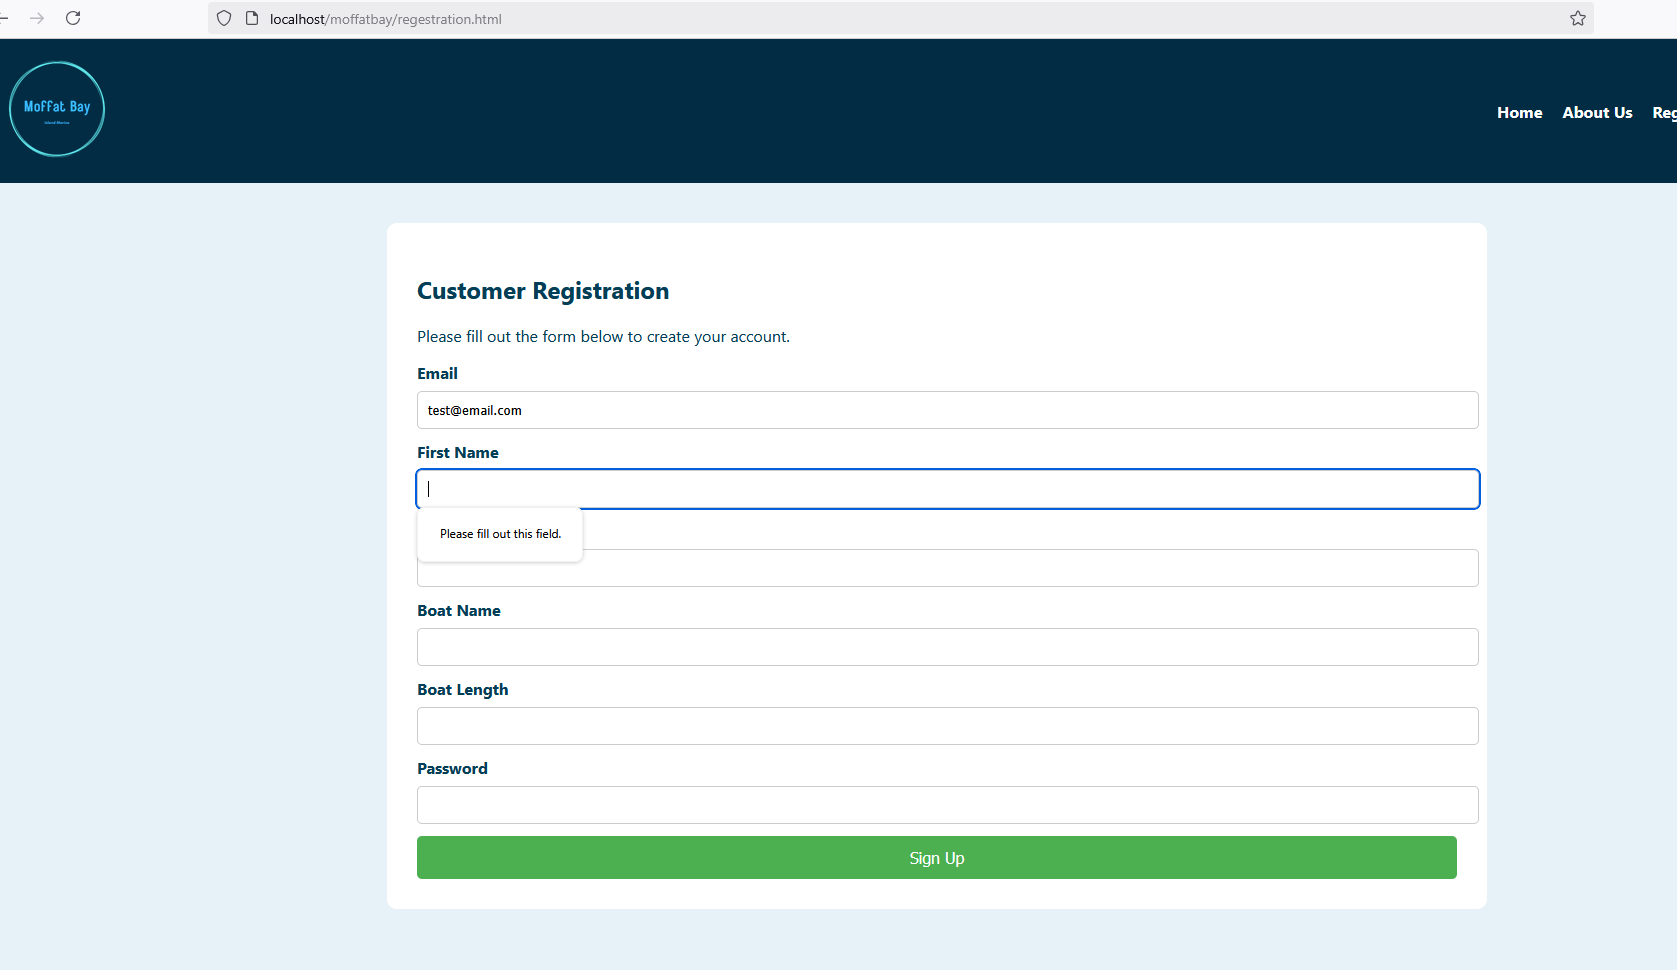 localhost/moffatbay/regestration.html
Moffat Bay
Home About Us Reg
Customer Registration
Please fill out the form below to create your account.
Email
test@email.com
First Name
Please fill out this field.
Boat Name
Boat Length
Password
Sign Up